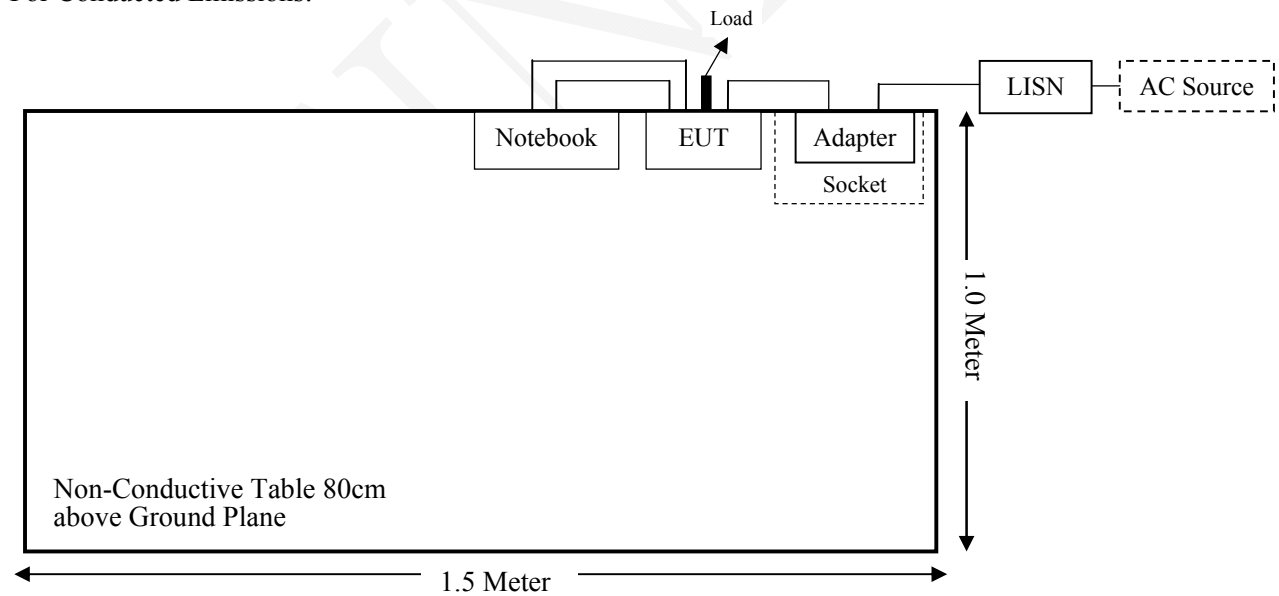 For Conducted Emissions:
Load
LISN
AC Source
Notebook
EUT
Adapter
Socket
1.0 Meter
Non-Conductive Table 80cm
above Ground Plane
1.5 Meter